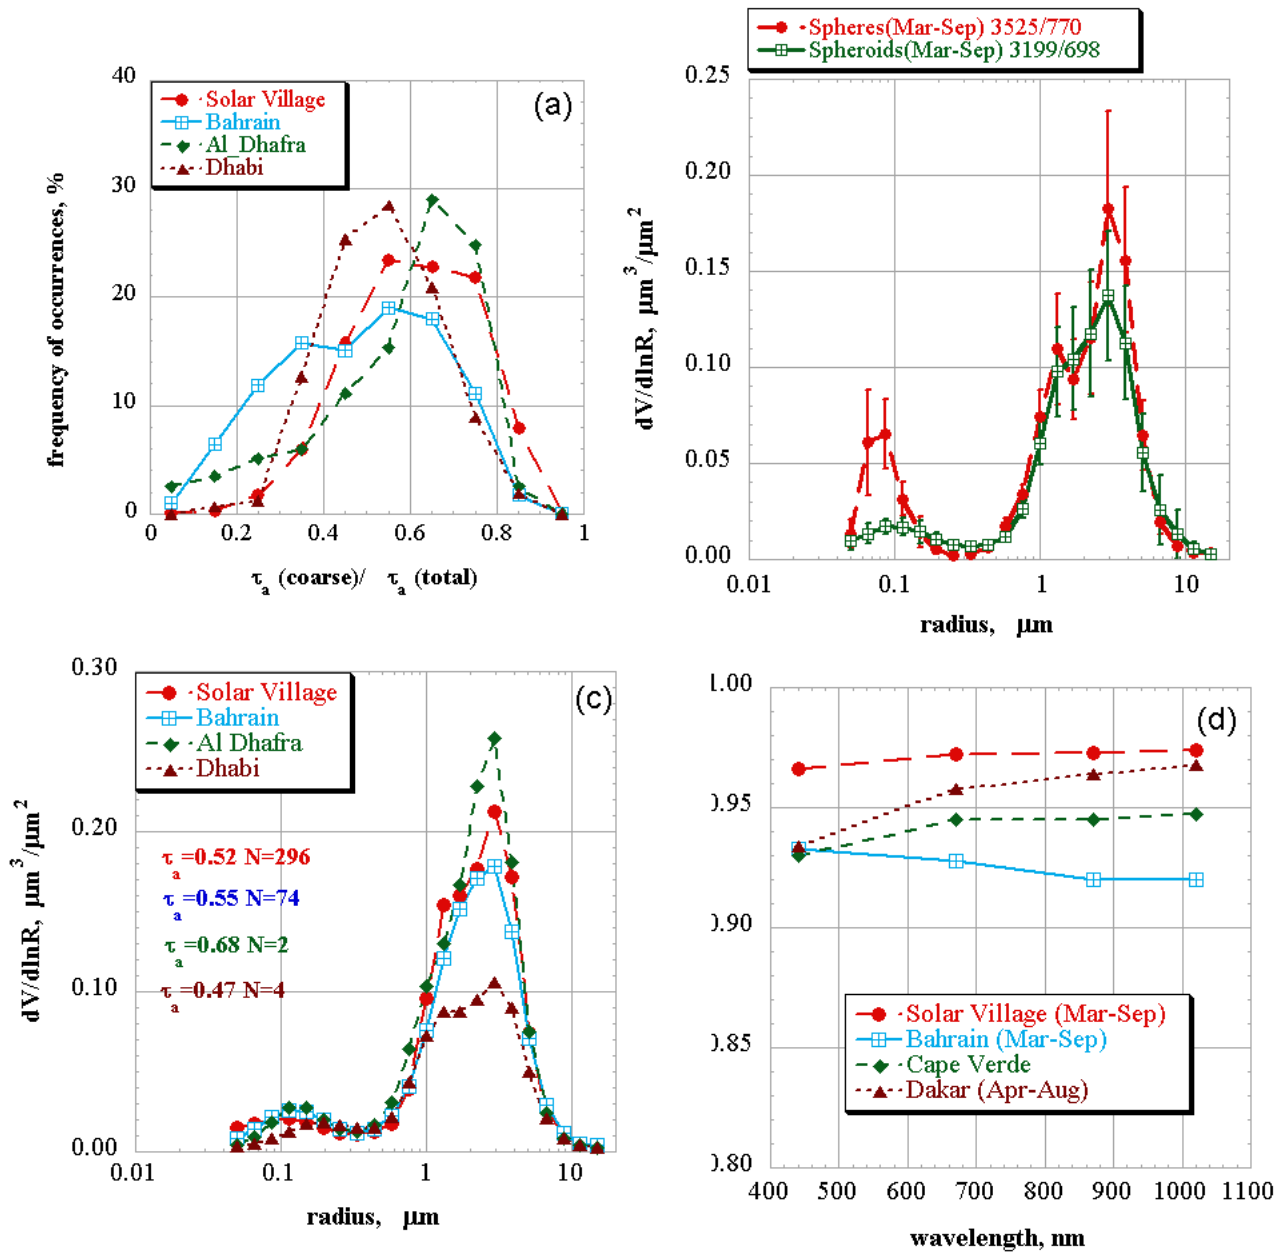 (a)
Solar Village
Bahrain
Al_Dhafra
Dhabi
40
30
20
10
0
frequency of occurrences, %
0 0.2 0.4 0.6 0.8 1
τa (coarse)/ τa (total)
Spheres(Mar-Sep) 3525/770
Spheroids(Mar-Sep) 3199/698
0.25
0.20
0.15
0.10
0.05
0.00
dV/dlnR, µm³/µm²
0.01 0.1 1 10
radius, µm
(c)
Solar Village
Bahrain
Al Dhafra
Dhabi
0.30
0.20
0.10
0.00
dV/dlnR, µm³/µm²
τa=0.52 N=296
τa=0.55 N=74
τa=0.68 N=2
τa=0.47 N=4
0.01 0.1 1 10
radius, µm
(d)
1.00
0.95
0.90
0.85
0.80
Solar Village (Mar-Sep)
Bahrain (Mar-Sep)
Cape Verde
Dakar (Apr-Aug)
400 500 600 700 800 900 1000 1100
wavelength, nm